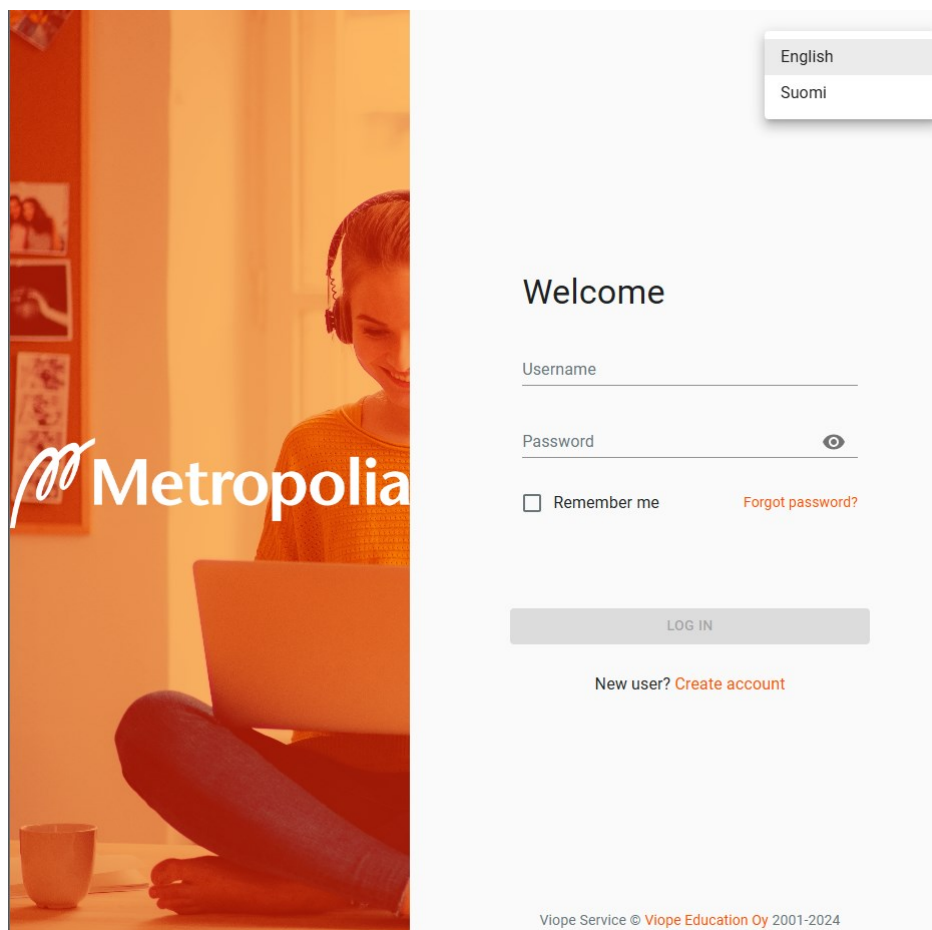 English
Suomi
Metropolia
Welcome
Username
Password
Remember me
Forgot password?
LOG IN
New user? Create account
Viope Service © Viope Education Oy 2001-2024